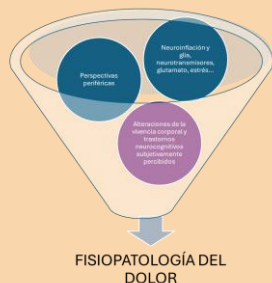 Neuroinflación y
glía,
neurotransmisores,
glutamato, estrés...
Perspectivas
periféricas
Alteraciones de la
vivencia corporal y
trastornos
neurocognitivos
subjetivamente
percibidos
FISIOPATOLOGÍA DEL
DOLOR